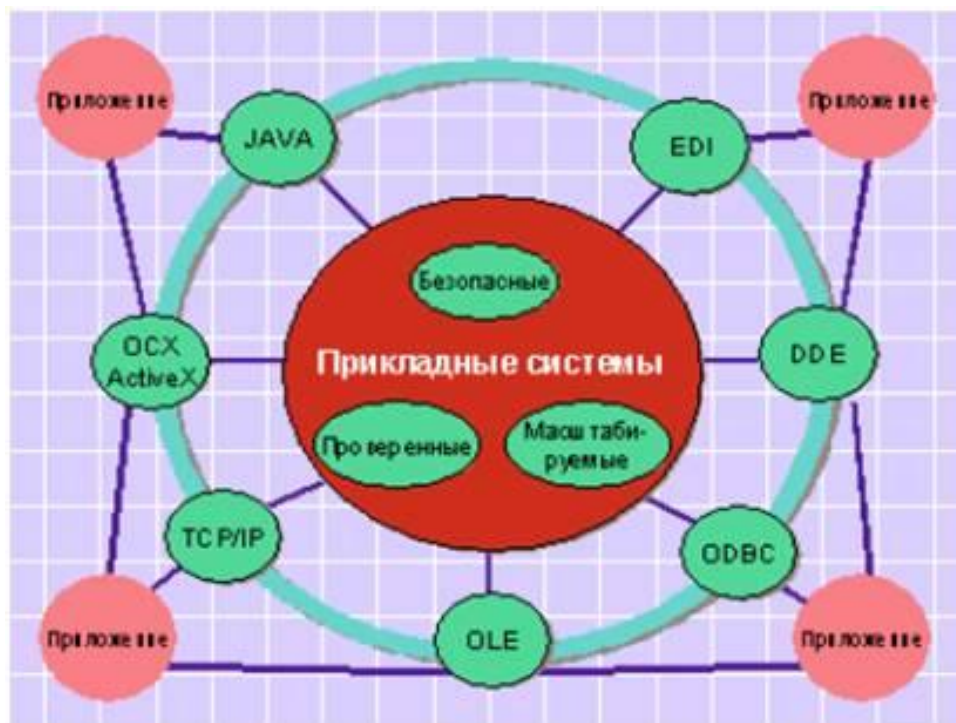 Приложение
Приложение
JAVA
EDI
Безопасные
OCX
ActiveX
Прикладные системы
DDE
Проверенные
Масштаби-
руемые
TCP/IP
ODBC
OLE
Приложение
Приложение